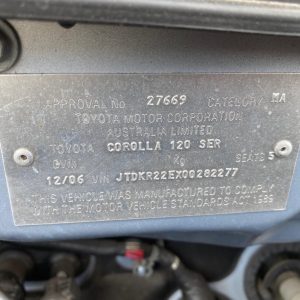 APPROVAL No 27669 CATEGORY MA
TOYOTA MOTOR CORPORATION
AUSTRALIA LIMITED
TOYOTA COROLLA 120 SER
GVM Kg SEATS 5
12/06 VIN JTDKR22EX00282277
THIS VEHICLE WAS MANUFACTURED TO COMPLY
WITH THE MOTOR VEHICLE STANDARDS ACT 1989